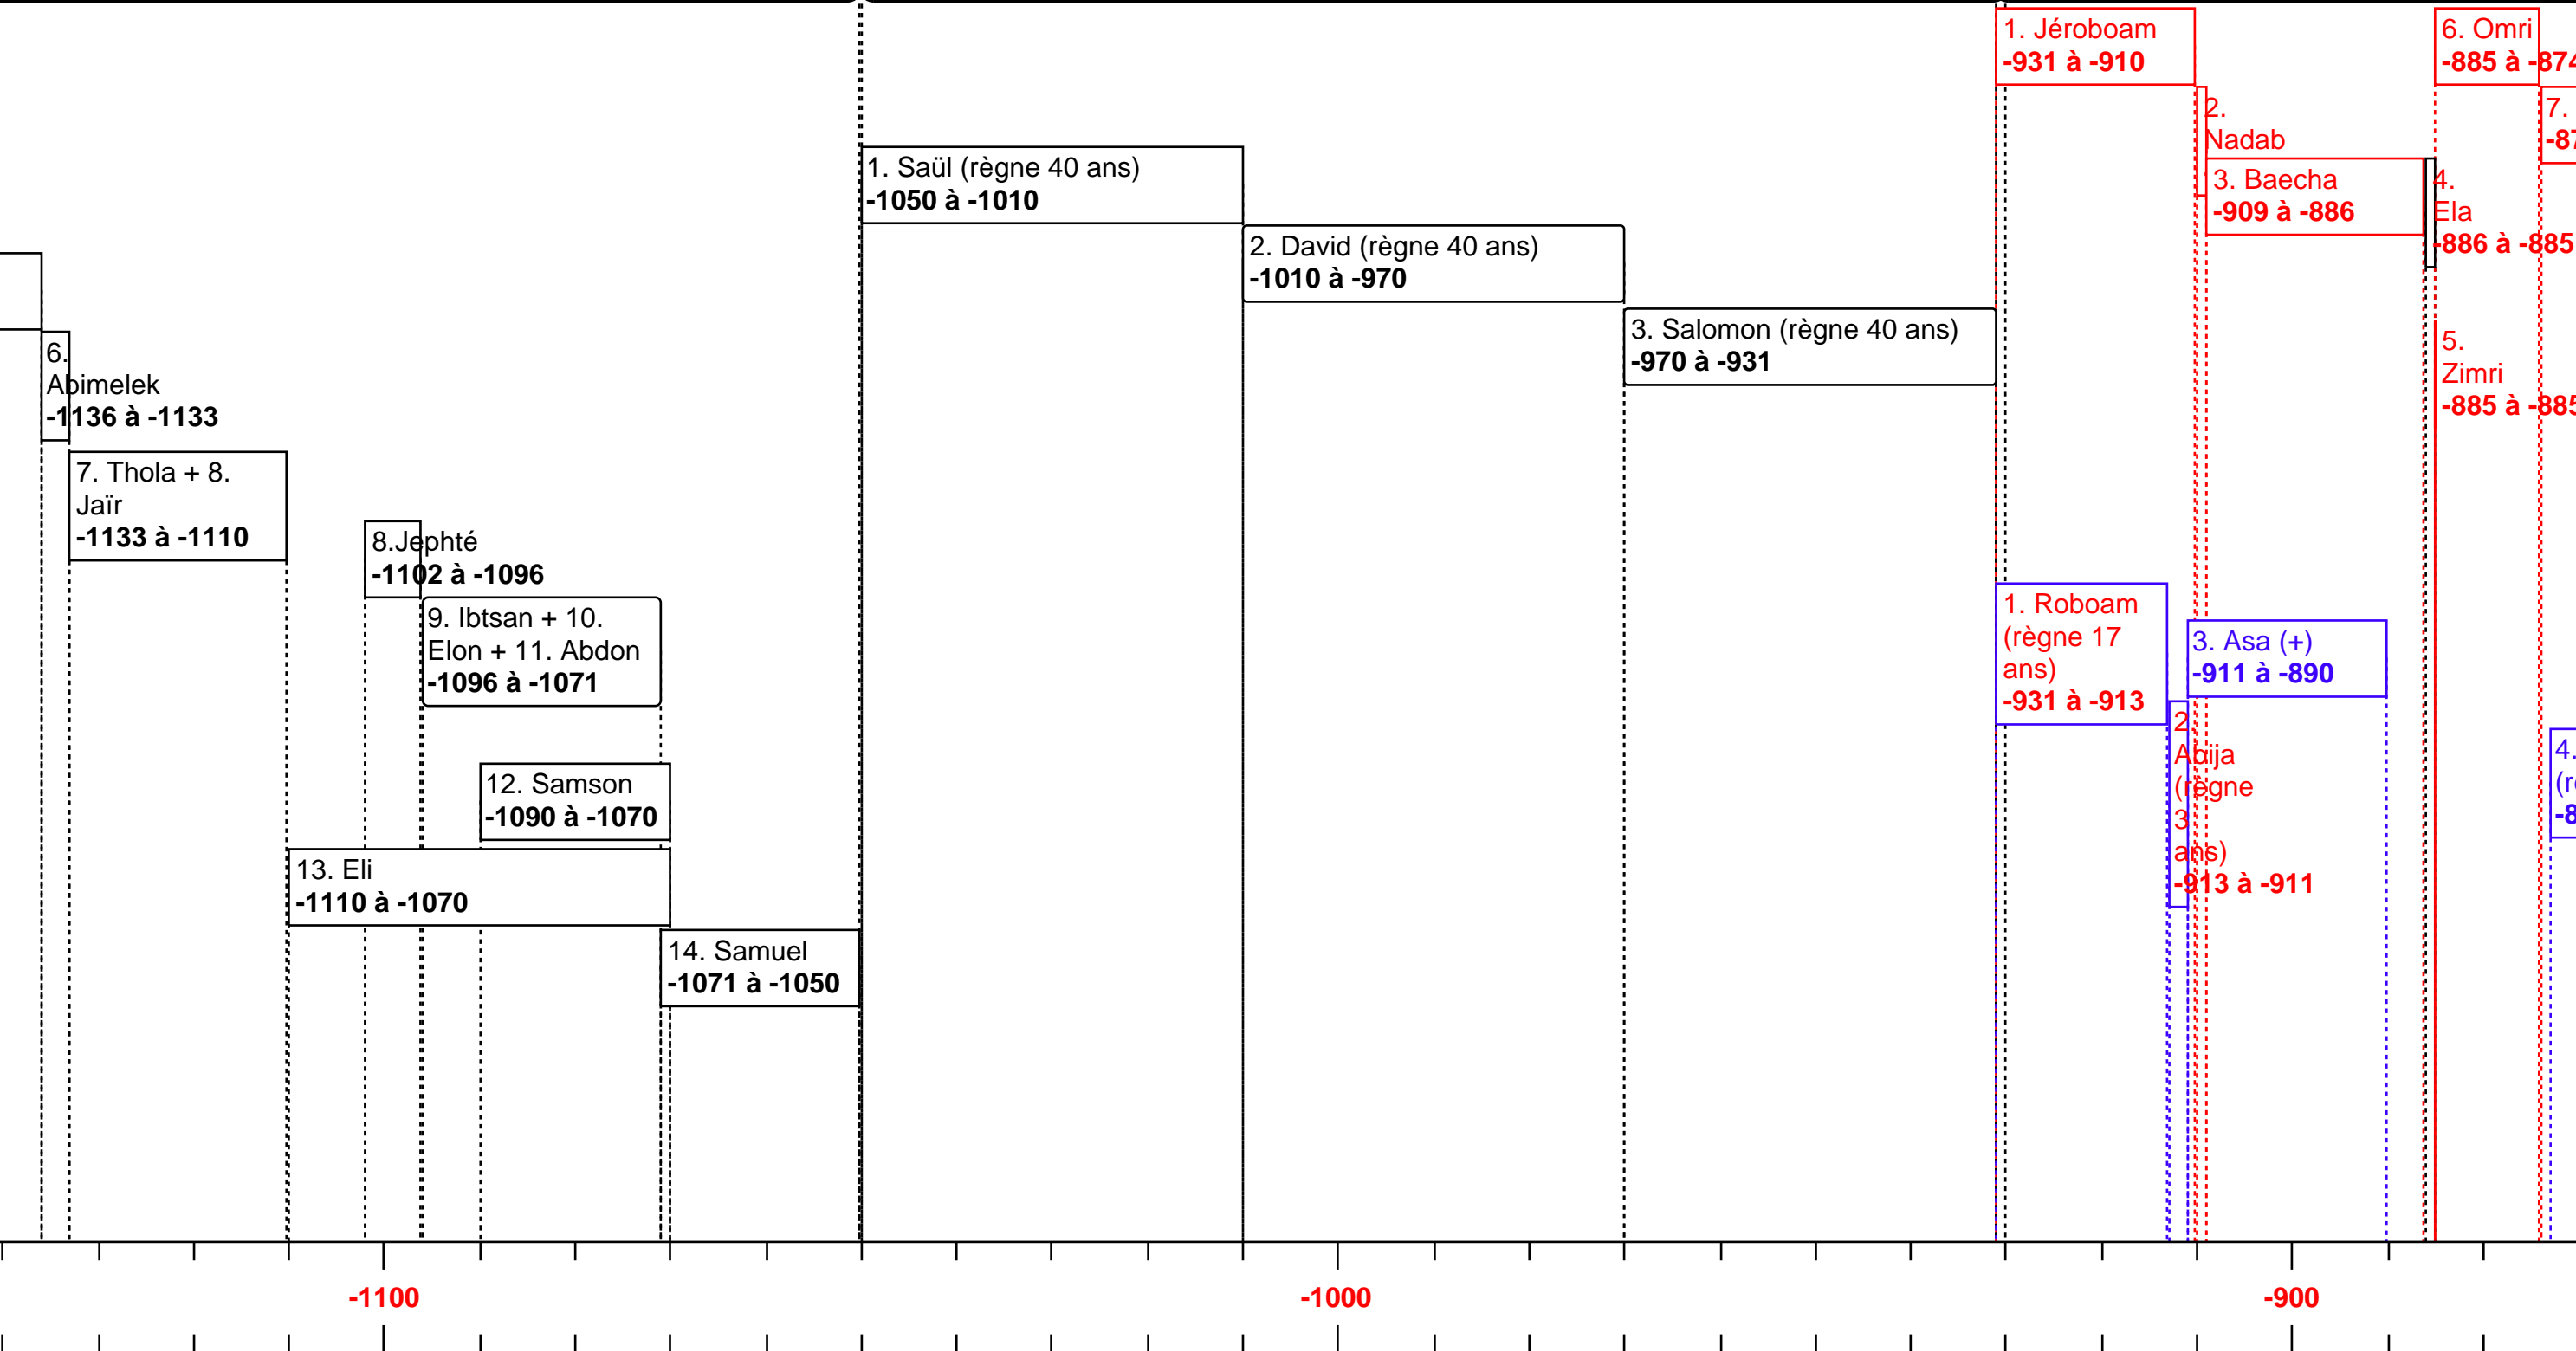 1. Jéroboam
-931 à -910
6. Omri
-885 à -874
2.
Nadab
7.
1. Saül (règne 40 ans)
-1050 à -1010
3. Baecha
-909 à -886
4.
Ela
-886 à -885
2. David (règne 40 ans)
-1010 à -970
3. Salomon (règne 40 ans)
-970 à -931
5.
Zimri
-885 à -885
6.
Abimelek
-1136 à -1133
7. Thola + 8.
Jaïr
-1133 à -1110
8.Jephté
-1102 à -1096
9. Ibtsan + 10.
Elon + 11. Abdon
-1096 à -1071
1. Roboam
(règne 17
ans)
-931 à -913
3. Asa (+)
-911 à -890
2.
Abija
(règne
3
ans)
-913 à -911
4.
12. Samson
-1090 à -1070
13. Eli
-1110 à -1070
14. Samuel
-1071 à -1050
-1100
-1000
-900